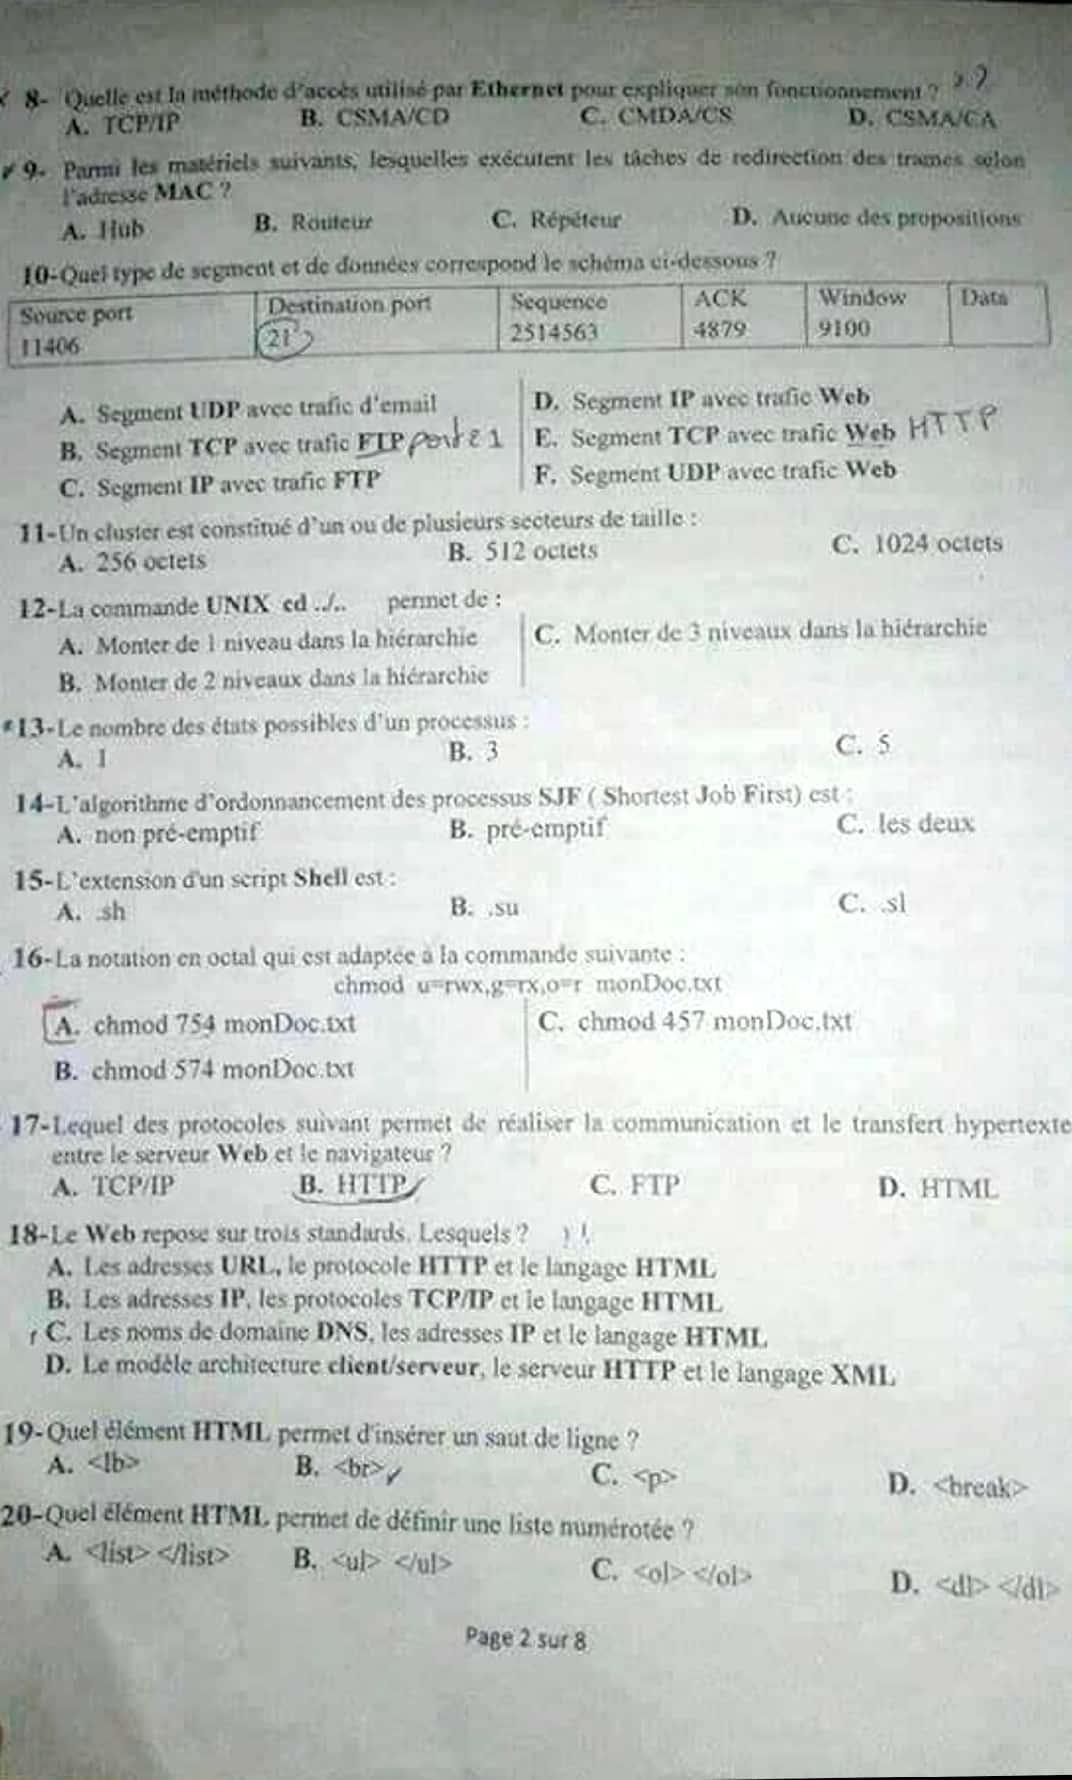 8- Quelle est la méthode d'accès utilisé par Ethernet pour expliquer son fonctionnement ? ??
A. TCP/IP B. CSMA/CD C. CMDA/CS D. CSMA/CA
9- Parmi les matériels suivants, lesquelles exécutent les tâches de redirection des trames selon
l'adresse MAC ?
A. Hub B. Routeur C. Répéteur D. Aucune des propositions
10-Quel type de segment et de données correspond le schéma ci-dessous ?
Source port Destination port Sequence ACK Window Data
11406 21 2514563 4879 9100
A. Segment UDP avec trafic d'email D. Segment IP avec trafic Web
B. Segment TCP avec trafic FTP E. Segment TCP avec trafic Web HTTP
C. Segment IP avec trafic FTP F. Segment UDP avec trafic Web
11-Un cluster est constitué d'un ou de plusieurs secteurs de taille :
A. 256 octets B. 512 octets C. 1024 octets
12-La commande UNIX cd ../.. permet de :
A. Monter de 1 niveau dans la hiérarchie C. Monter de 3 niveaux dans la hiérarchie
B. Monter de 2 niveaux dans la hiérarchie
13-Le nombre des états possibles d'un processus :
A. 1 B. 3 C. 5
14-L'algorithme d'ordonnancement des processus SJF ( Shortest Job First) est :
A. non pré-emptif B. pré-emptif C. les deux
15-L'extension d'un script Shell est :
A. .sh B. .su C. .sl
16-La notation en octal qui est adaptée à la commande suivante :
chmod u=rwx,g=rx,o=r monDoc.txt
A. chmod 754 monDoc.txt C. chmod 457 monDoc.txt
B. chmod 574 monDoc.txt
17-Lequel des protocoles suivant permet de réaliser la communication et le transfert hypertexte
entre le serveur Web et le navigateur ?
A. TCP/IP B. HTTP C. FTP D. HTML
18-Le Web repose sur trois standards. Lesquels ?
A. Les adresses URL, le protocole HTTP et le langage HTML
B. Les adresses IP, les protocoles TCP/IP et le langage HTML
C. Les noms de domaine DNS, les adresses IP et le langage HTML
D. Le modèle architecture client/serveur, le serveur HTTP et le langage XML
19-Quel élément HTML permet d'insérer un saut de ligne ?
A. <lb> B. <br> C. <p> D. <break>
20-Quel élément HTML permet de définir une liste numérotée ?
A. <list> </list> B. <ul> </ul> C. <ol> </ol> D. <dl> </dl>
Page 2 sur 8